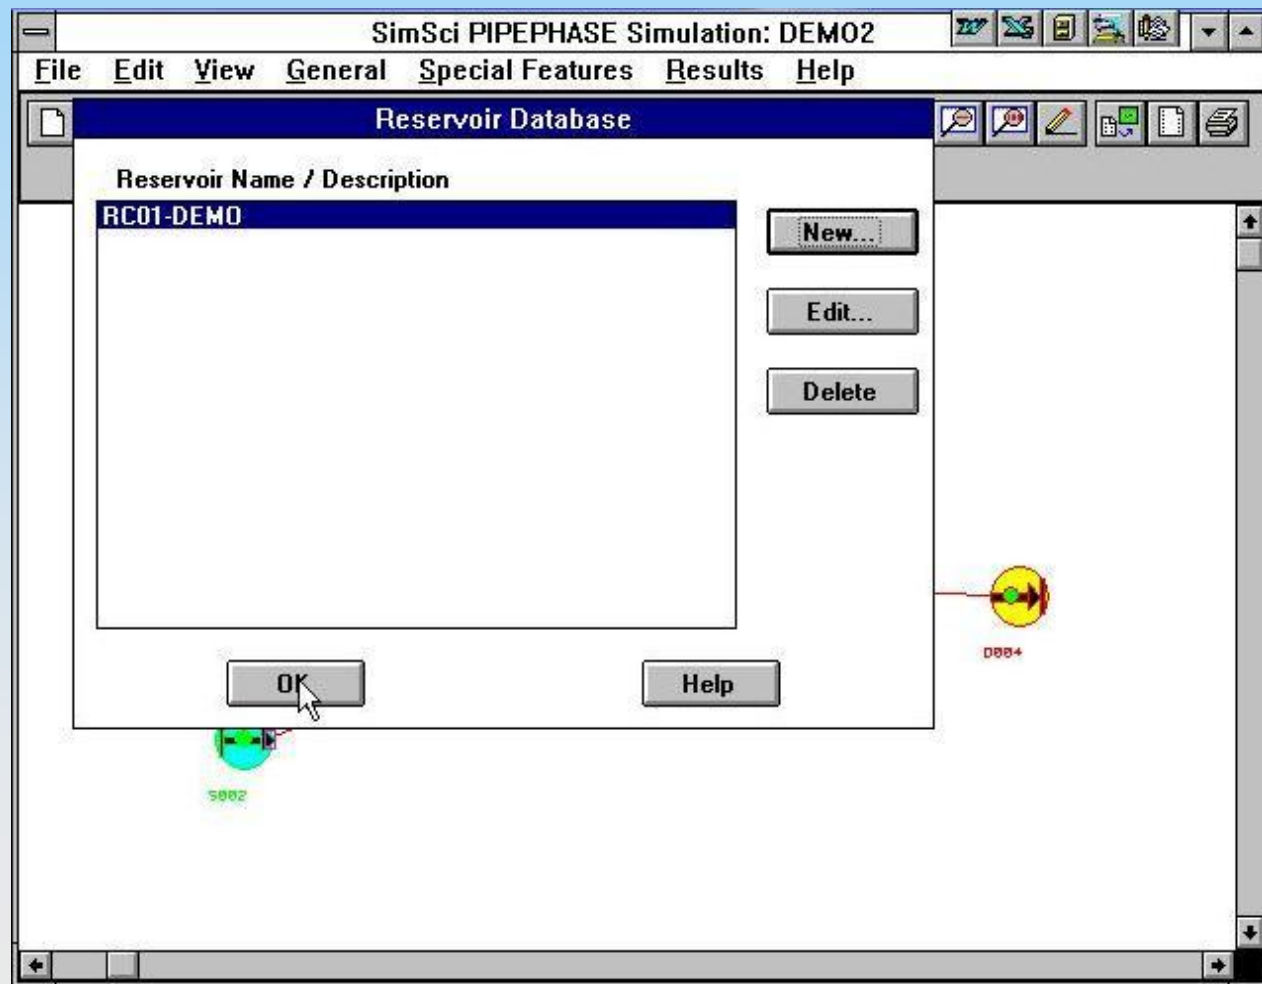 SimSci PIPEPHASE Simulation: DEMO2
File Edit View General Special Features Results Help
Reservoir Database
Reservoir Name / Description
RC01-DEMO
New...
Edit...
Delete
OK
Help
D004
S002